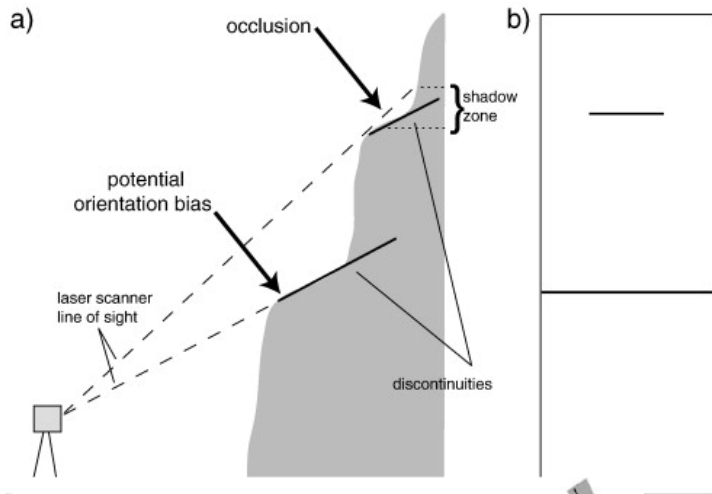 a)
occlusion
b)
shadow
zone
potential
orientation bias
laser scanner
line of sight
discontinuities